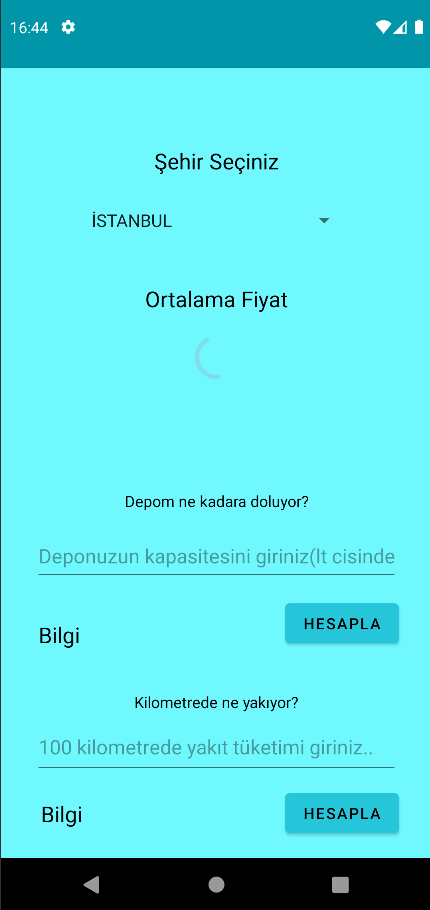 16:44
Şehir Seçiniz
İSTANBUL
Ortalama Fiyat
Depom ne kadara doluyor?
Deponuzun kapasitesini giriniz(lt cisinde
Bilgi
HESAPLA
Kilometrede ne yakıyor?
100 kilometrede yakıt tüketimi giriniz..
Bilgi
HESAPLA